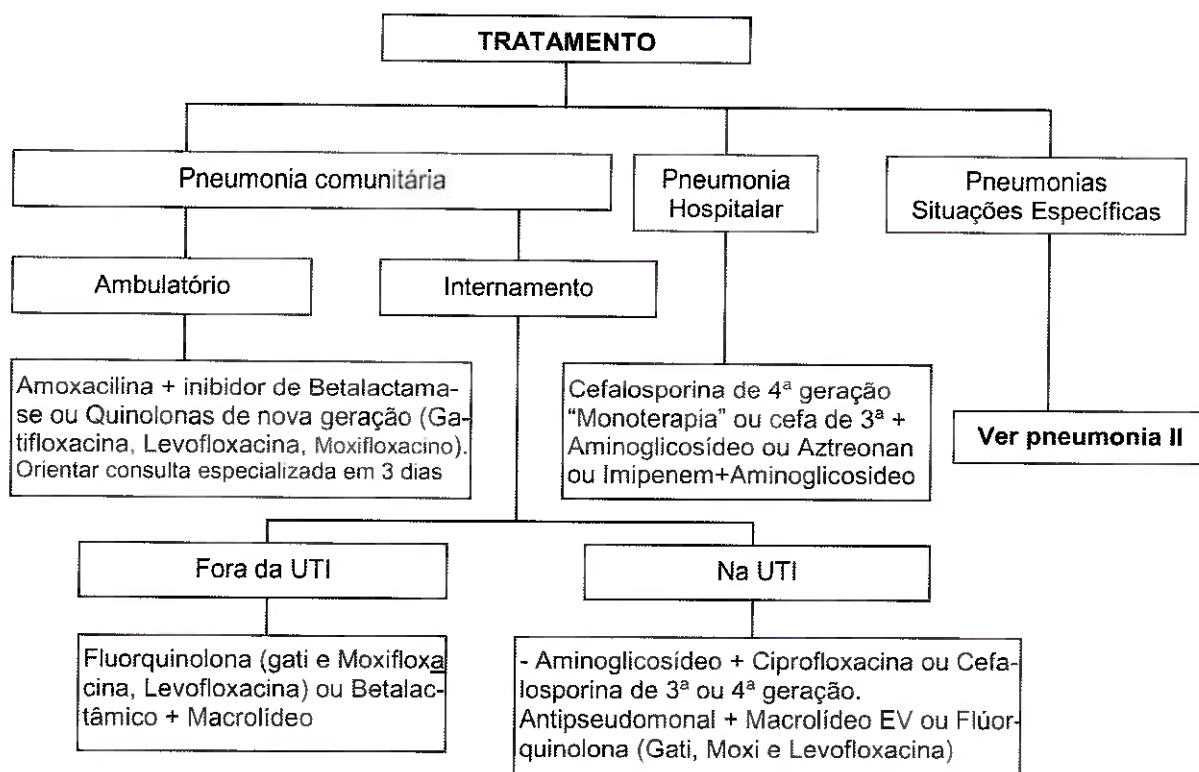 TRATAMENTO
Pneumonia comunitária
Pneumonia
Hospitalar
Pneumonias
Situações Específicas
Ambulatório
Internamento
Amoxacilina + inibidor de Betalactama-
se ou Quinolonas de nova geração (Ga-
tifloxacina, Levofloxacina, Moxifloxacino).
Orientar consulta especializada em 3 dias
Cefalosporina de 4ª geração
“Monoterapia” ou cefa de 3ª +
Aminoglicosídeo ou Aztreonan
ou Imipenem+Aminoglicosideo
Ver pneumonia II
Fora da UTI
Na UTI
Fluorquinolona (gati e Moxifloxa
cina, Levofloxacina) ou Betalac-
tâmico + Macrolídeo
- Aminoglicosídeo + Ciprofloxacina ou Cefa-
losporina de 3ª ou 4ª geração.
Antipseudomonal + Macrolídeo EV ou Flúor-
quinolona (Gati, Moxi e Levofloxacina)